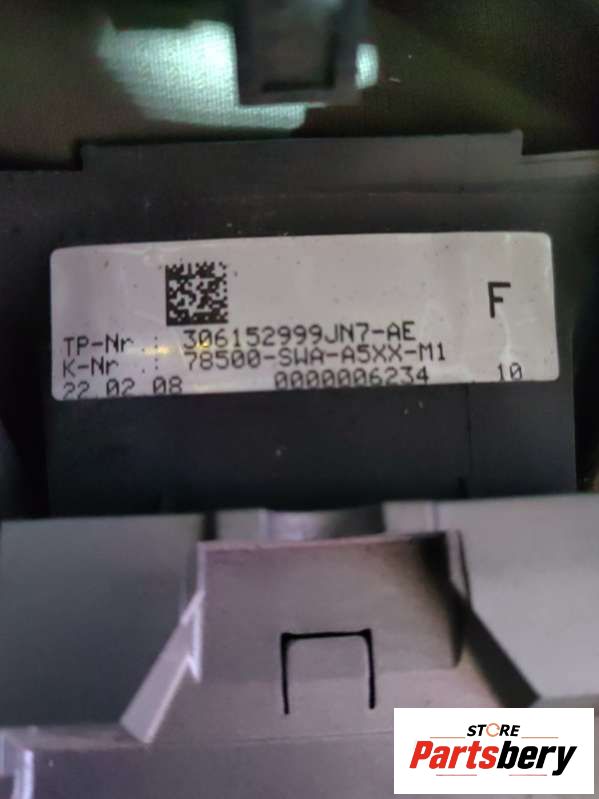 F
TP-Nr .: 306152999JN7-AE
K-Nr .: 78500-SWA-A5XX-M1
22.02.08 0000006234 10
STORE
Partsbery